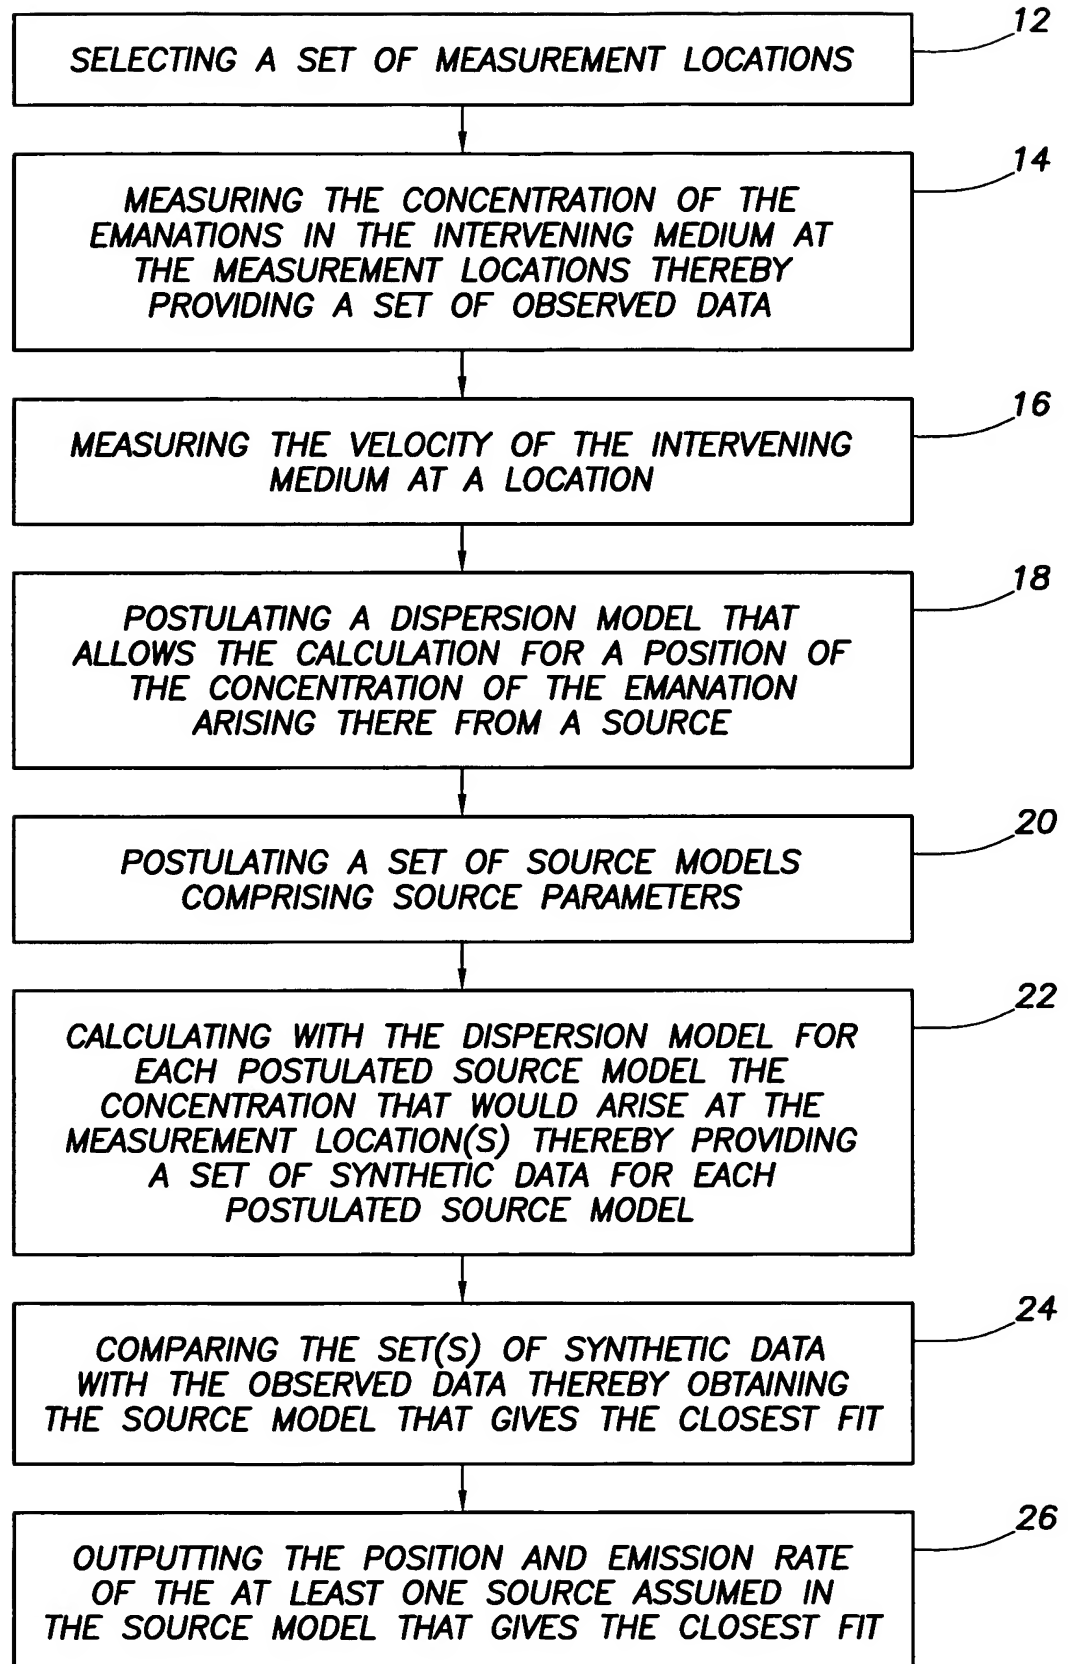 12
SELECTING A SET OF MEASUREMENT LOCATIONS
14
MEASURING THE CONCENTRATION OF THE
EMANATIONS IN THE INTERVENING MEDIUM AT
THE MEASUREMENT LOCATIONS THEREBY
PROVIDING A SET OF OBSERVED DATA
16
MEASURING THE VELOCITY OF THE INTERVENING
MEDIUM AT A LOCATION
18
POSTULATING A DISPERSION MODEL THAT
ALLOWS THE CALCULATION FOR A POSITION OF
THE CONCENTRATION OF THE EMANATION
ARISING THERE FROM A SOURCE
20
POSTULATING A SET OF SOURCE MODELS
COMPRISING SOURCE PARAMETERS
22
CALCULATING WITH THE DISPERSION MODEL FOR
EACH POSTULATED SOURCE MODEL THE
CONCENTRATION THAT WOULD ARISE AT THE
MEASUREMENT LOCATION(S) THEREBY PROVIDING
A SET OF SYNTHETIC DATA FOR EACH
POSTULATED SOURCE MODEL
24
COMPARING THE SET(S) OF SYNTHETIC DATA
WITH THE OBSERVED DATA THEREBY OBTAINING
THE SOURCE MODEL THAT GIVES THE CLOSEST FIT
26
OUTPUTTING THE POSITION AND EMISSION RATE
OF THE AT LEAST ONE SOURCE ASSUMED IN
THE SOURCE MODEL THAT GIVES THE CLOSEST FIT